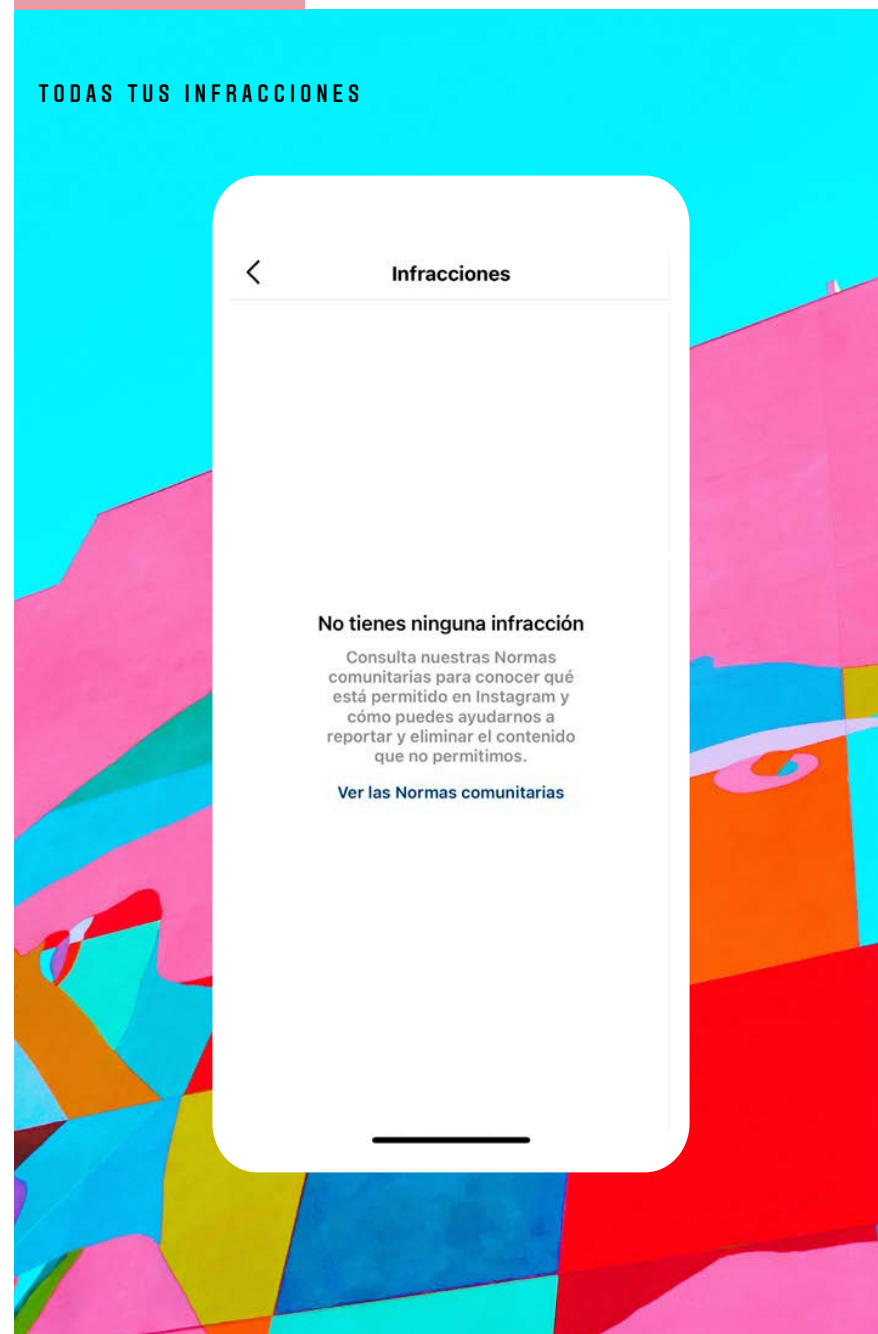 TODAS TUS INFRACCIONES
Infracciones
No tienes ninguna infracción
Consulta nuestras Normas
comunitarias para conocer qué
está permitido en Instagram y
cómo puedes ayudarnos a
reportar y eliminar el contenido
que no permitimos.
Ver las Normas comunitarias